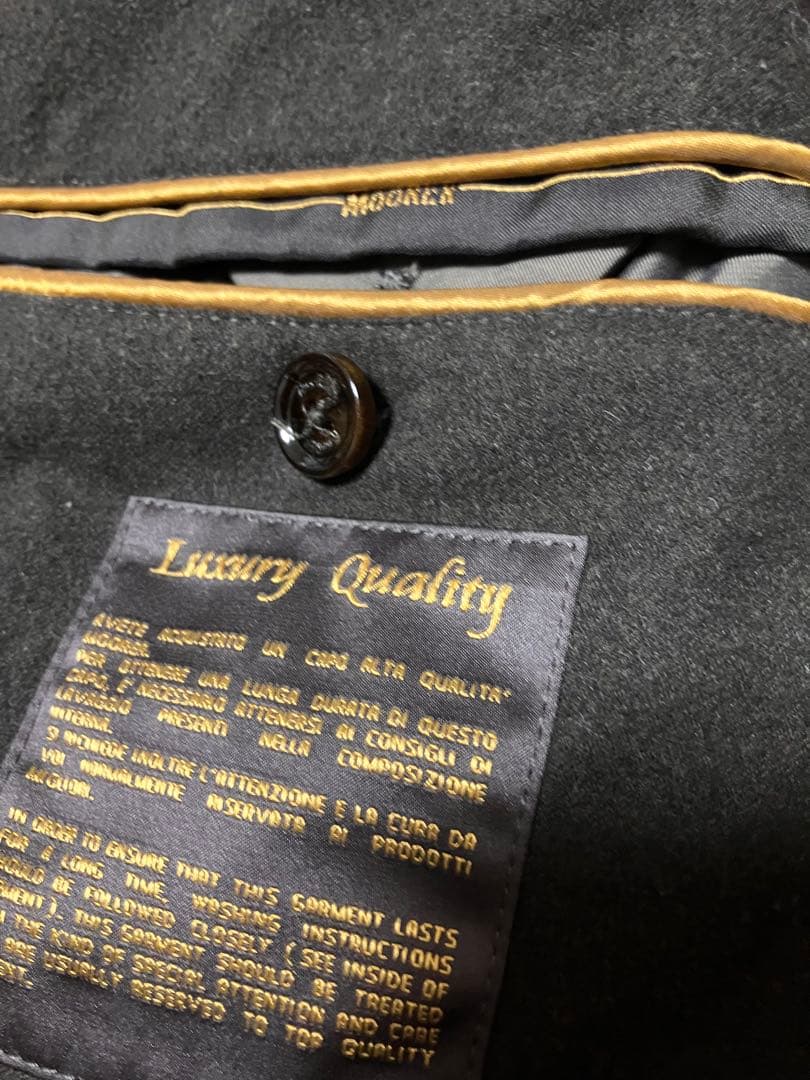 MOORER
Luxury Quality
AVETE ACQUISTATO UN CAPO ALTA QUALITA'
MOORER.
PER OTTENERE UNA LUNGA DURATA DI QUESTO
CAPO, E' NECESSARIO ATTENERSI AI CONSIGLI DI
LAVAGGIO PRESENTI NELLA COMPOSIZIONE
INTERNA.
SI RICHIEDE INOLTRE L'ATTENZIONE E LA CURA DA
VOI NORMALMENTE RISERVATA AI PRODOTTI
MIGLIORI.
IN ORDER TO ENSURE THAT THIS GARMENT LASTS
FOR A LONG TIME, WASHING INSTRUCTIONS
SHOULD BE FOLLOWED CLOSELY (SEE INSIDE OF
GARMENT). THIS GARMENT SHOULD BE TREATED
THE KIND OF SPECIAL ATTENTION AND CARE
ARE USUALLY RESERVED TO TOP QUALITY